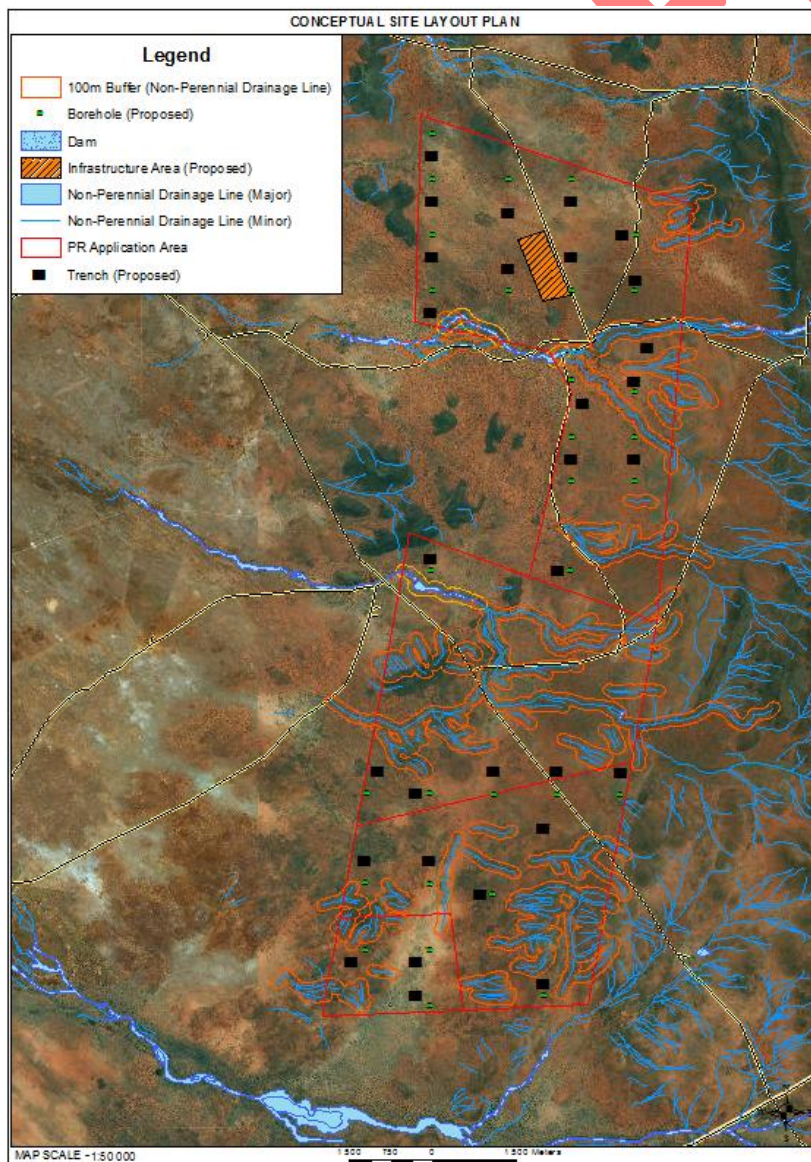 CONCEPTUAL SITE LAYOUT PLAN
Legend
100m Buffer (Non-Perennial Drainage Line)
Borehole (Proposed)
Dam
Infrastructure Area (Proposed)
Non-Perennial Drainage Line (Major)
Non-Perennial Drainage Line (Minor)
PR Application Area
Trench (Proposed)
MAP SCALE - 1:50 000
1 500 750 0 1 500 Meters
S